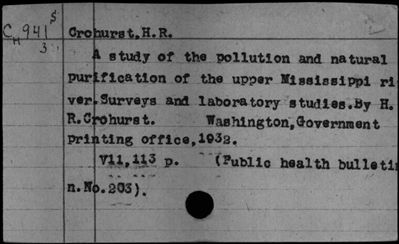 C 941 S
H 3
Crohurst,H.R.
A study of the pollution and natural
purification of the upper Mississippi ri
ver.Surveys and laboratory studies.By H.
R.Crohurst. Washington,Government
printing office,1932.
V11,113 p. (Public health bulleti
n.No.203).